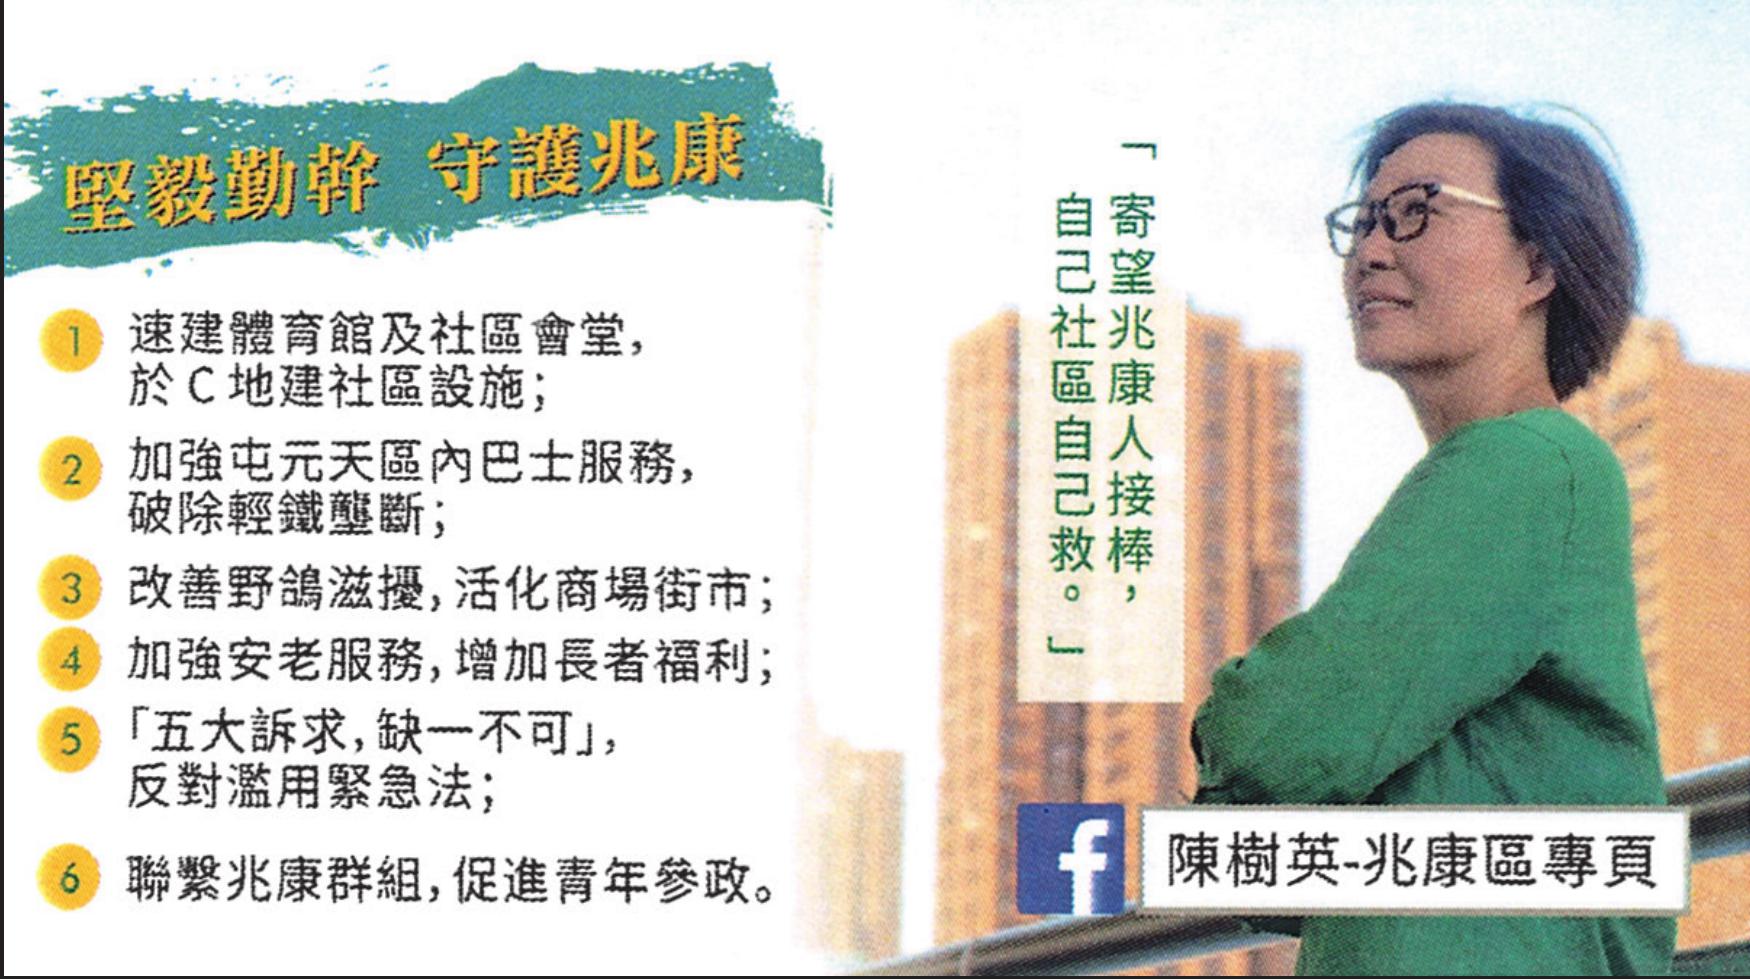 堅毅勤幹 守護兆康
1 速建體育館及社區會堂,
於C地建社區設施;
2 加強屯元天區內巴士服務,
破除輕鐵壟斷;
3 改善野鴿滋擾,活化商場街市;
4 加強安老服務,增加長者福利;
5 「五大訴求,缺一不可」,
反對濫用緊急法;
6 聯繫兆康群組,促進青年參政。
「寄望兆康人接棒,
自己社區自己救。」
f 陳樹英-兆康區專頁